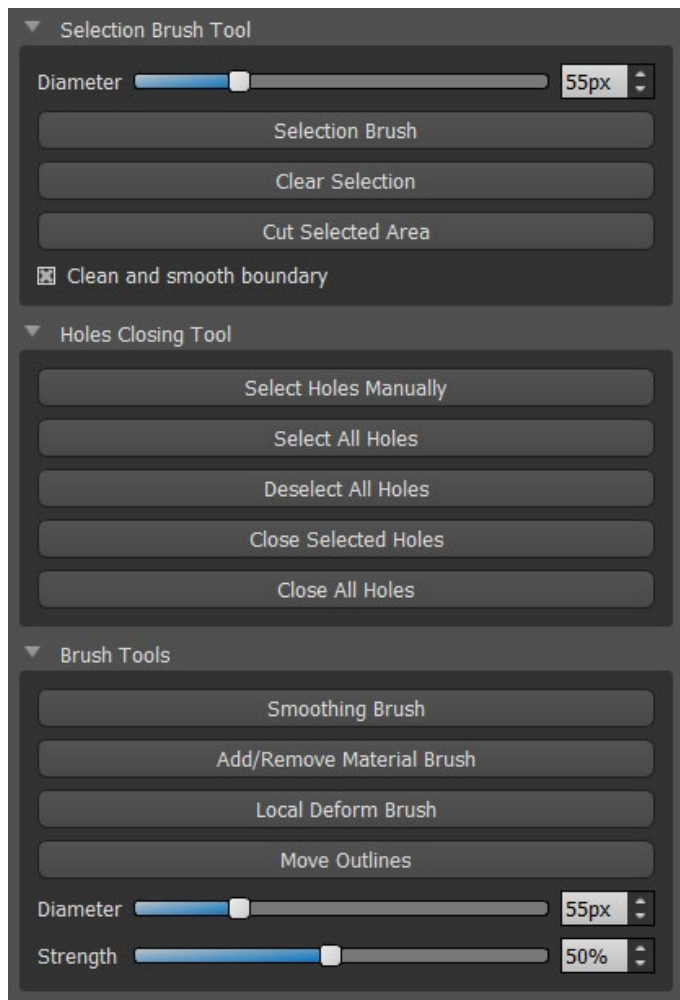 Selection Brush Tool
Diameter 55px
Selection Brush
Clear Selection
Cut Selected Area
Clean and smooth boundary
Holes Closing Tool
Select Holes Manually
Select All Holes
Deselect All Holes
Close Selected Holes
Close All Holes
Brush Tools
Smoothing Brush
Add/Remove Material Brush
Local Deform Brush
Move Outlines
Diameter 55px
Strength 50%